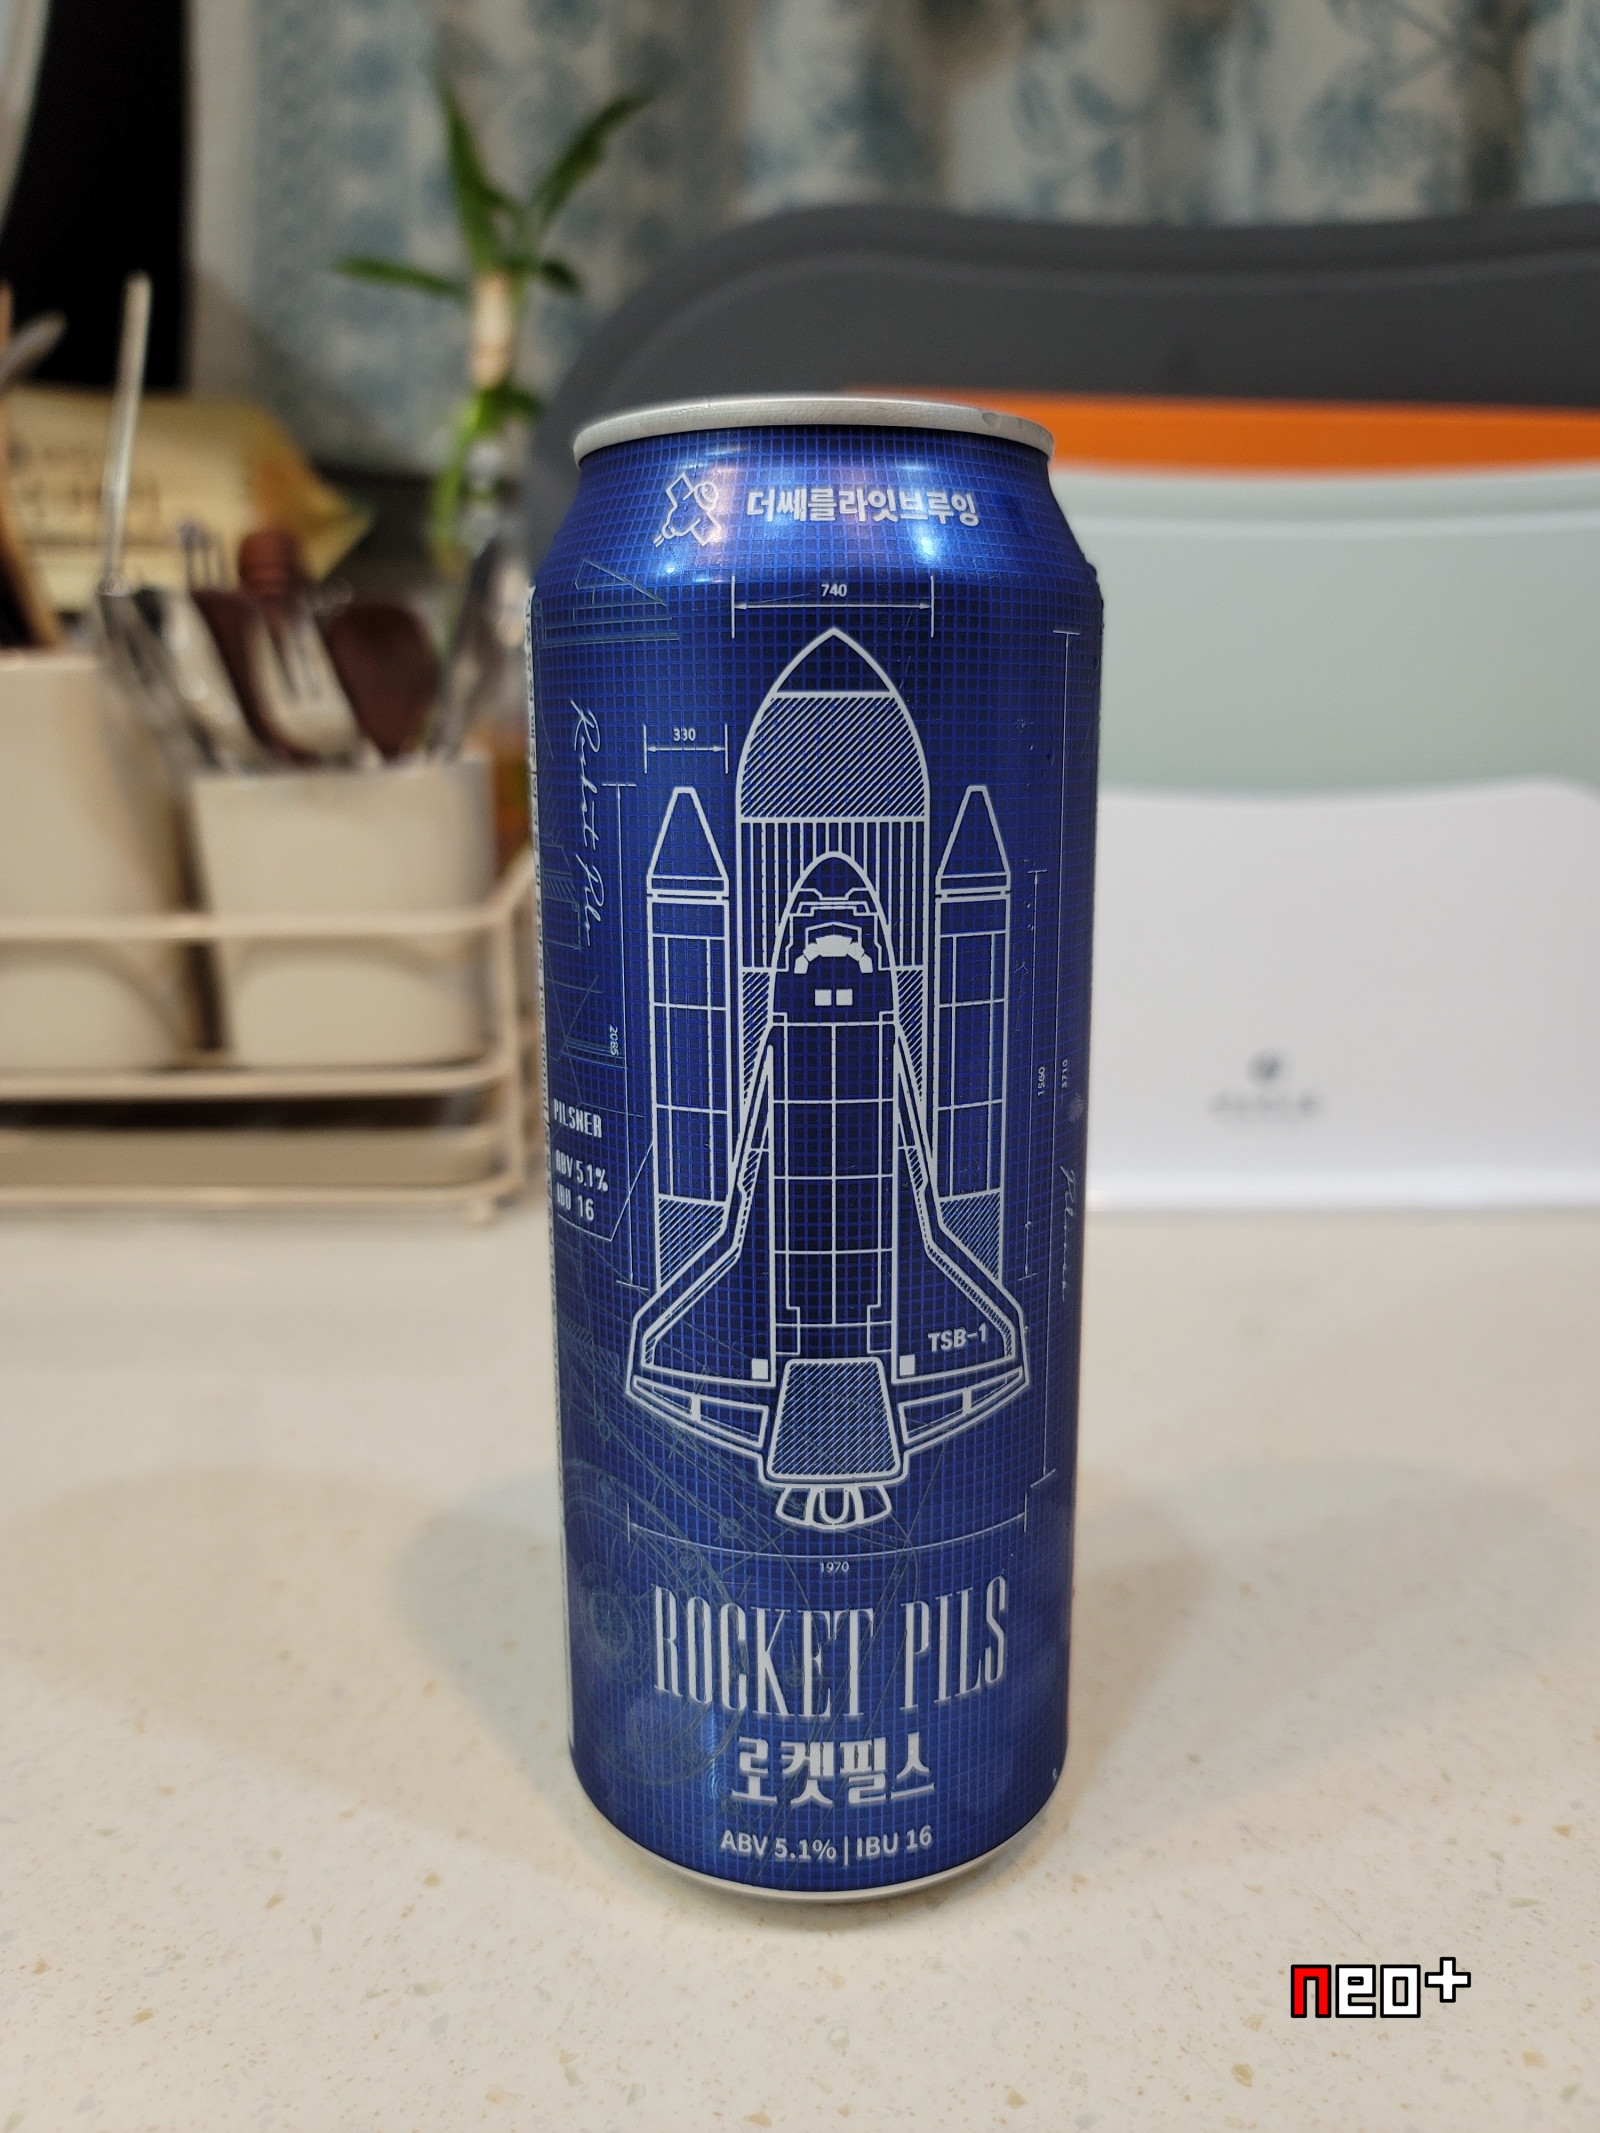 더쎄를라잇브루잉
740
330
2085
1560
3710
PILSNER
ABV 5.1%
IBU 16
TSB-1
1970
ROCKET PILS
로켓필스
ABV 5.1% | IBU 16
neo+